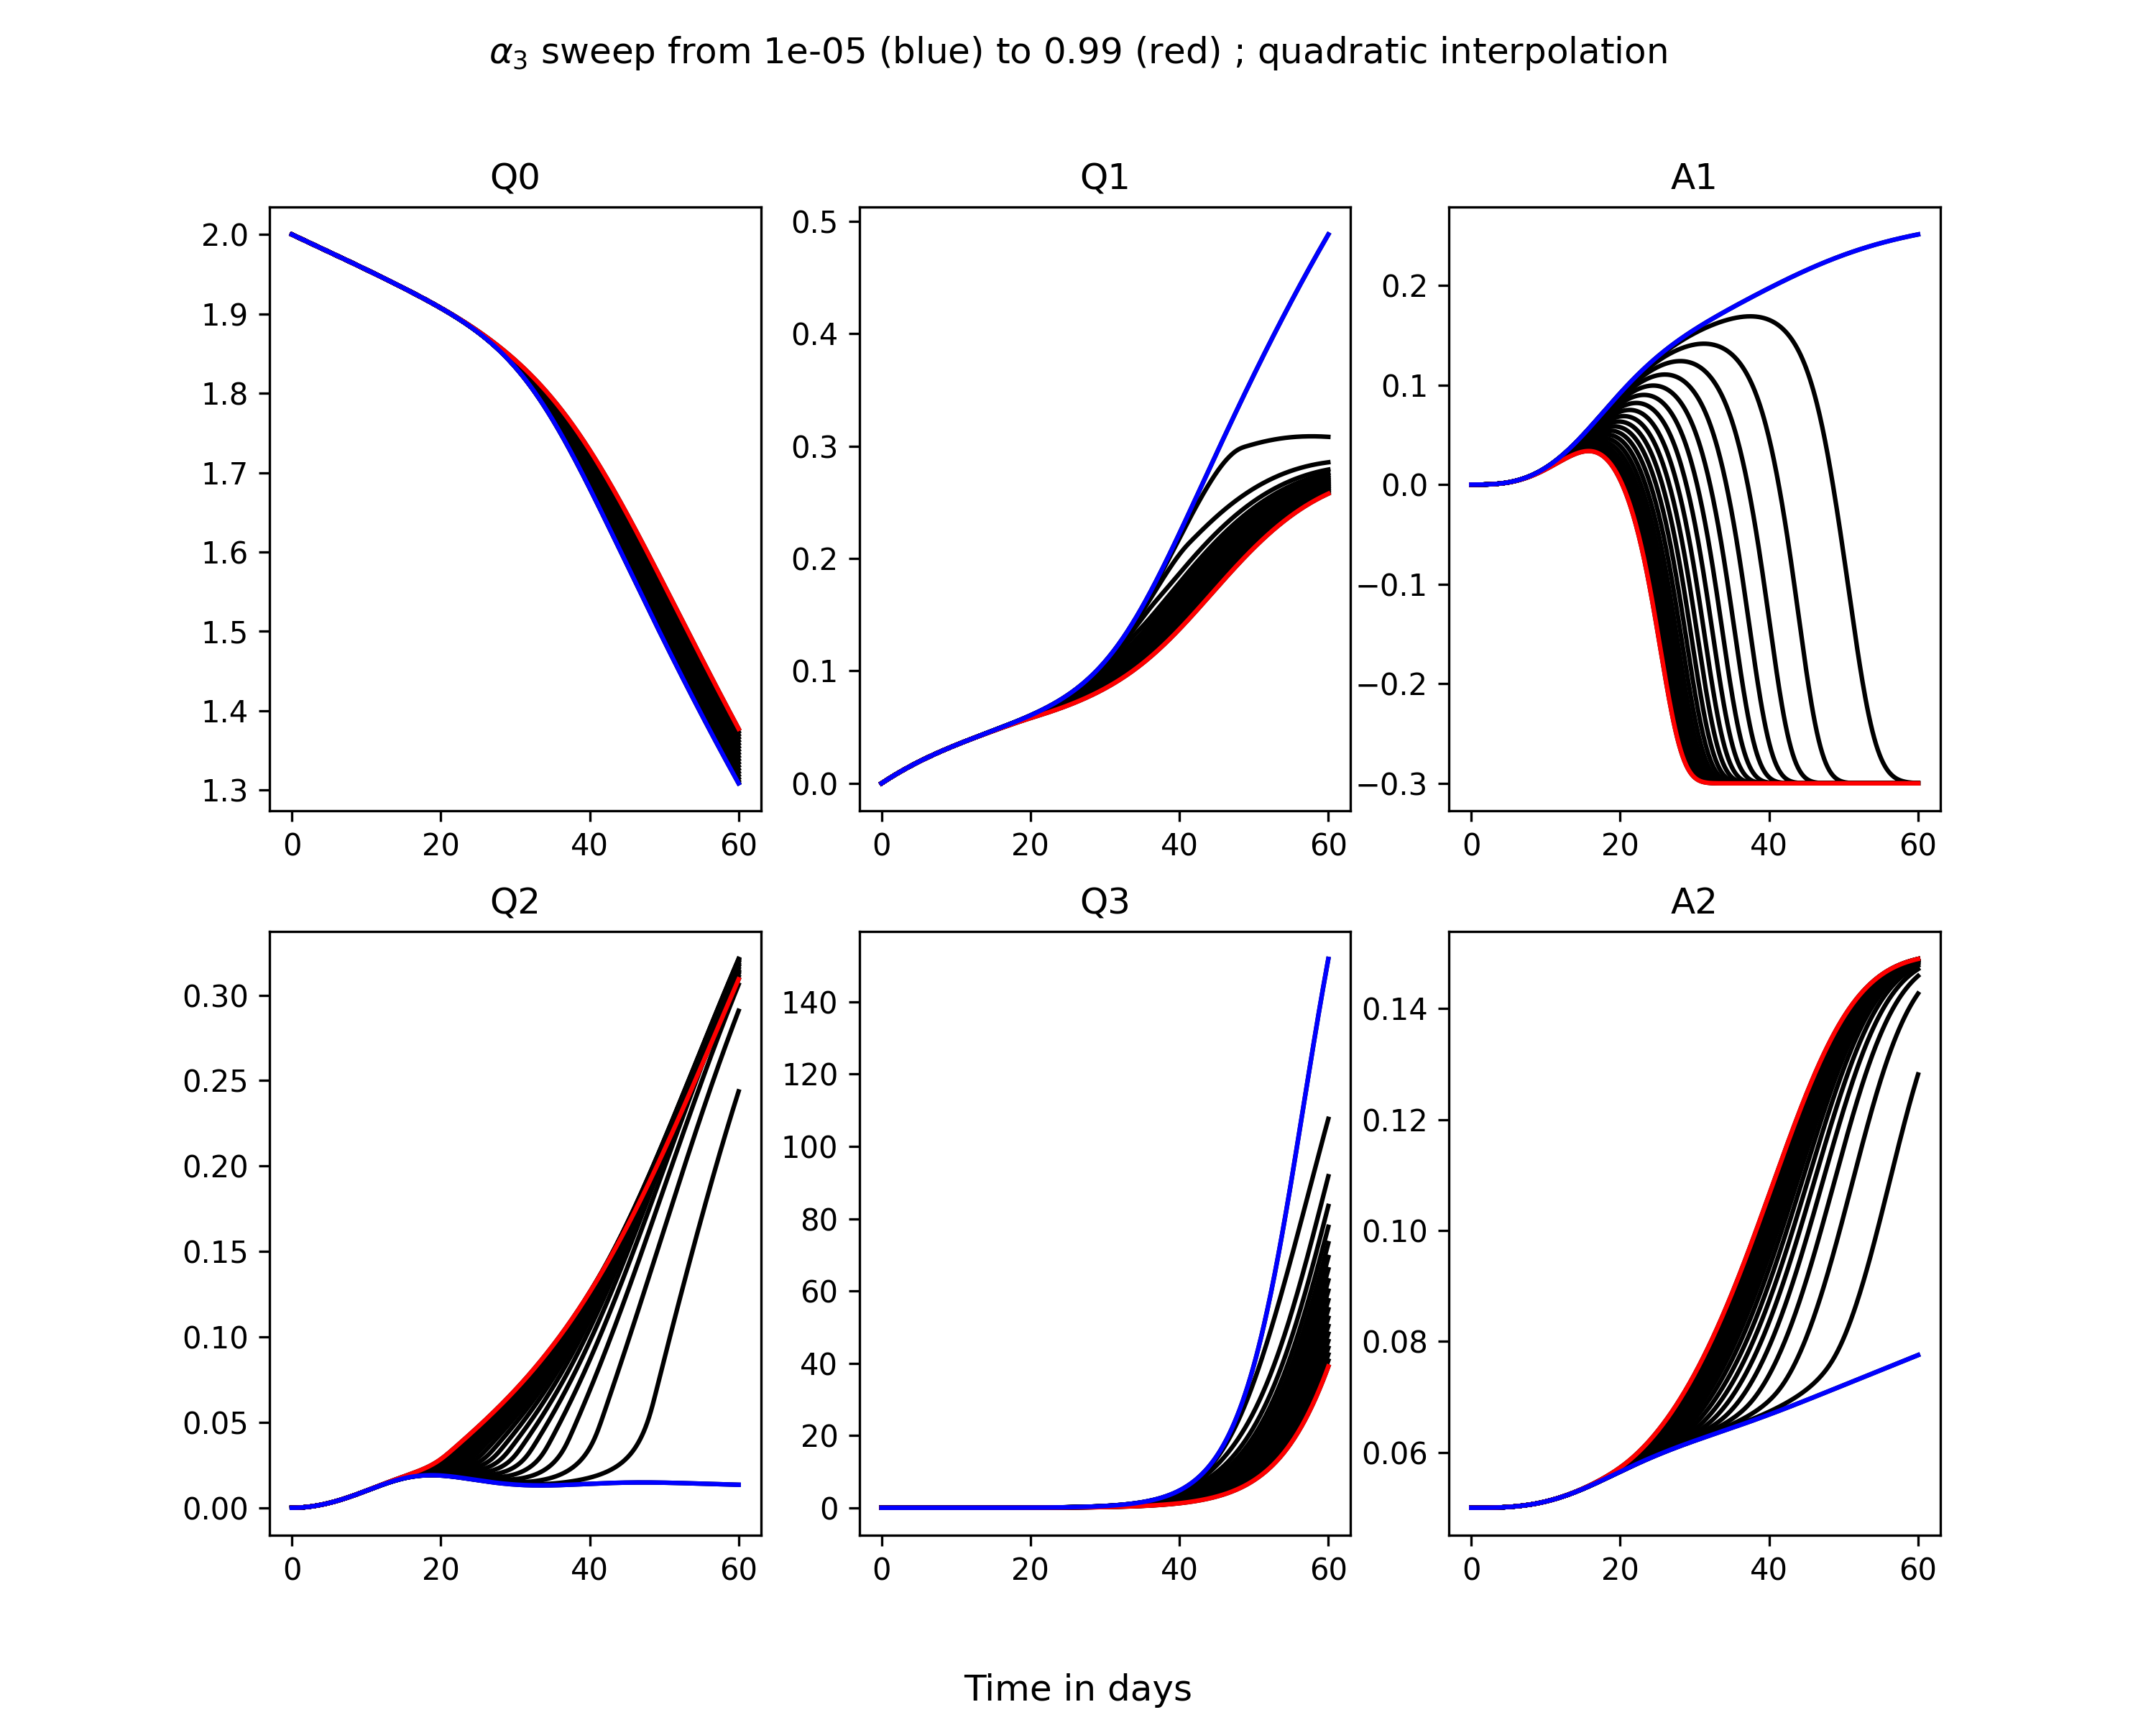 α₃ sweep from 1e-05 (blue) to 0.99 (red) ; quadratic interpolation
Q0
2.0
1.9
1.8
1.7
1.6
1.5
1.4
1.3
0 20 40 60
Q1
0.5
0.4
0.3
0.2
0.1
0.0
0 20 40 60
A1
0.2
0.1
0.0
−0.1
−0.2
−0.3
0 20 40 60
Q2
0.30
0.25
0.20
0.15
0.10
0.05
0.00
0 20 40 60
Q3
140
120
100
80
60
40
20
0
0 20 40 60
A2
0.14
0.12
0.10
0.08
0.06
0 20 40 60
Time in days